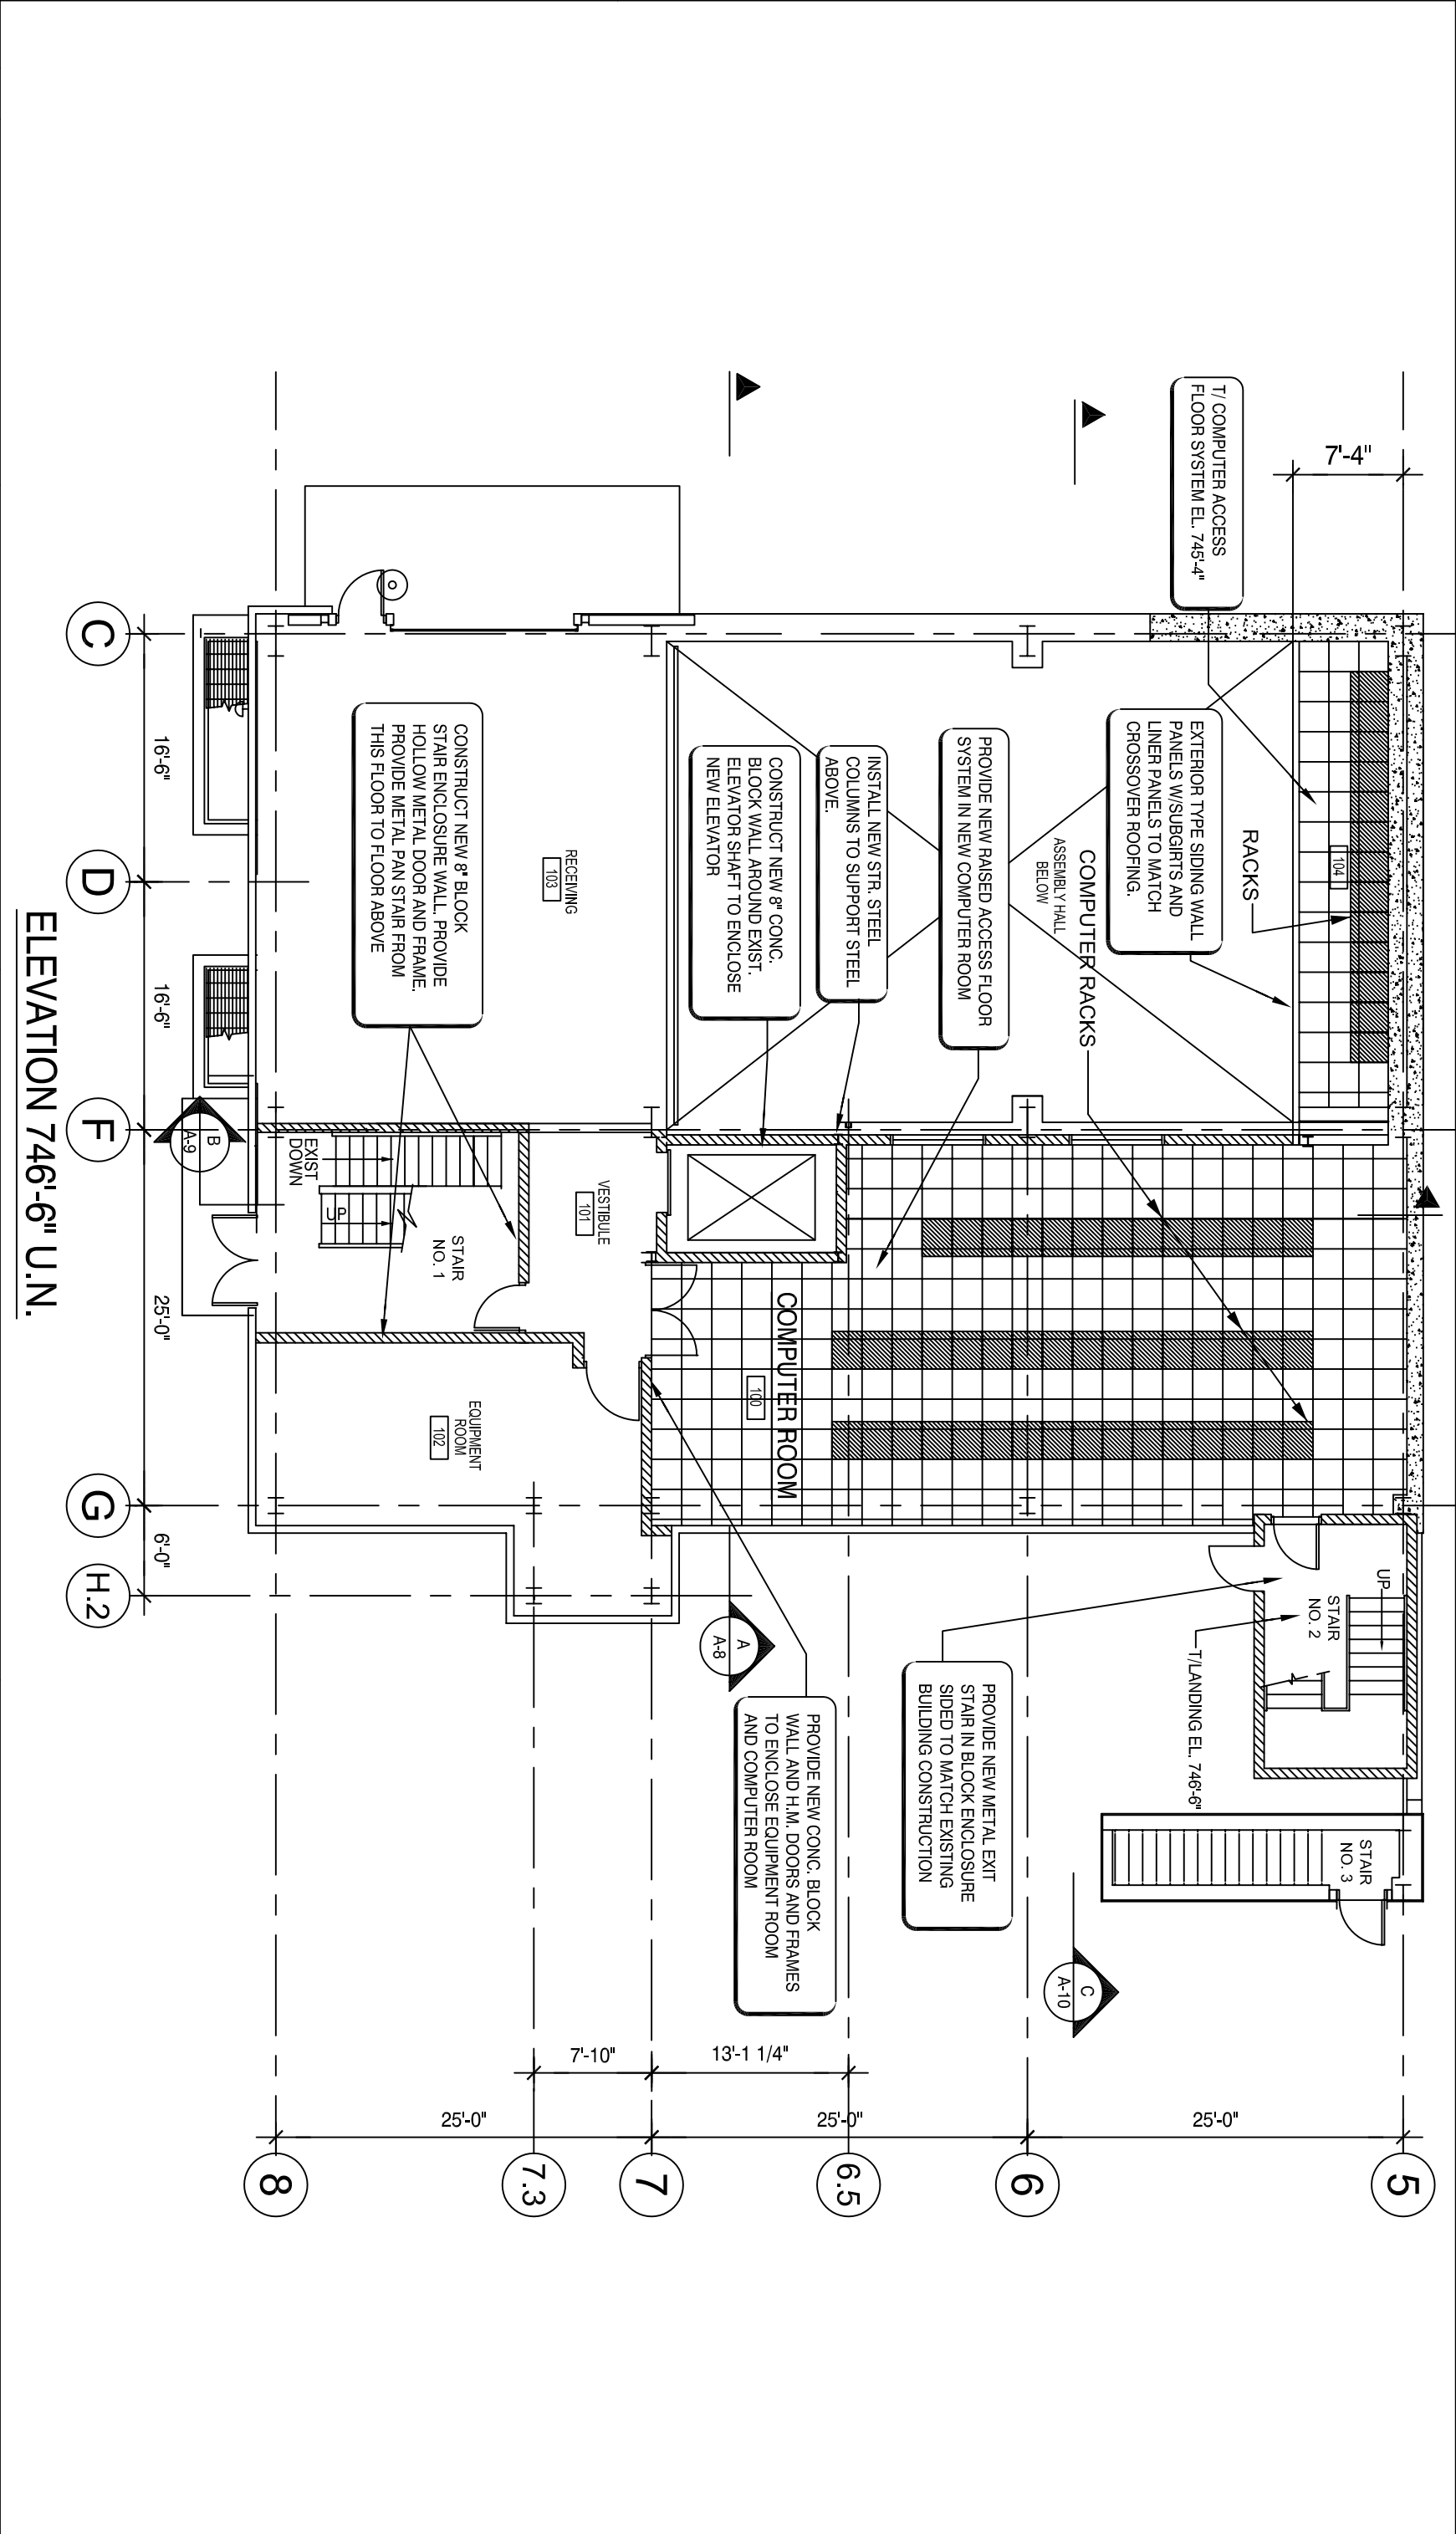 T/ COMPUTER ACCESS
FLOOR SYSTEM EL. 745'-4"
7'-4"
EXTERIOR TYPE SIDING WALL
PANELS W/SUBGIRTS AND
LINER PANELS TO MATCH
CROSSOVER ROOFING.
RACKS
104
COMPUTER RACKS
ASSEMBLY HALL
BELOW
PROVIDE NEW RAISED ACCESS FLOOR
SYSTEM IN NEW COMPUTER ROOM
INSTALL NEW STR. STEEL
COLUMNS TO SUPPORT STEEL
ABOVE.
CONSTRUCT NEW 8" CONC.
BLOCK WALL AROUND EXIST.
ELEVATOR SHAFT TO ENCLOSE
NEW ELEVATOR
RECEIVING
103
CONSTRUCT NEW 8" BLOCK
STAIR ENCLOSURE WALL. PROVIDE
HOLLOW METAL DOOR AND FRAME.
PROVIDE METAL PAN STAIR FROM
THIS FLOOR TO FLOOR ABOVE
VESTIBULE
101
EXIST
DOWN
UP
STAIR
NO. 1
COMPUTER ROOM
100
EQUIPMENT
ROOM
102
UP
STAIR
NO. 2
T/LANDING EL. 746'-6"
STAIR
NO. 3
PROVIDE NEW METAL EXIT
STAIR IN BLOCK ENCLOSURE
SIDED TO MATCH EXISTING
BUILDING CONSTRUCTION
PROVIDE NEW CONC. BLOCK
WALL AND H.M. DOORS AND FRAMES
TO ENCLOSE EQUIPMENT ROOM
AND COMPUTER ROOM
A
A-8
B
A-9
C
A-10
7'-10"
13'-1 1/4"
25'-0"
25'-0"
25'-0"
8
7.3
7
6.5
6
5
16'-6"
16'-6"
25'-0"
6'-0"
C
D
F
G
H.2
ELEVATION 746'-6" U.N.